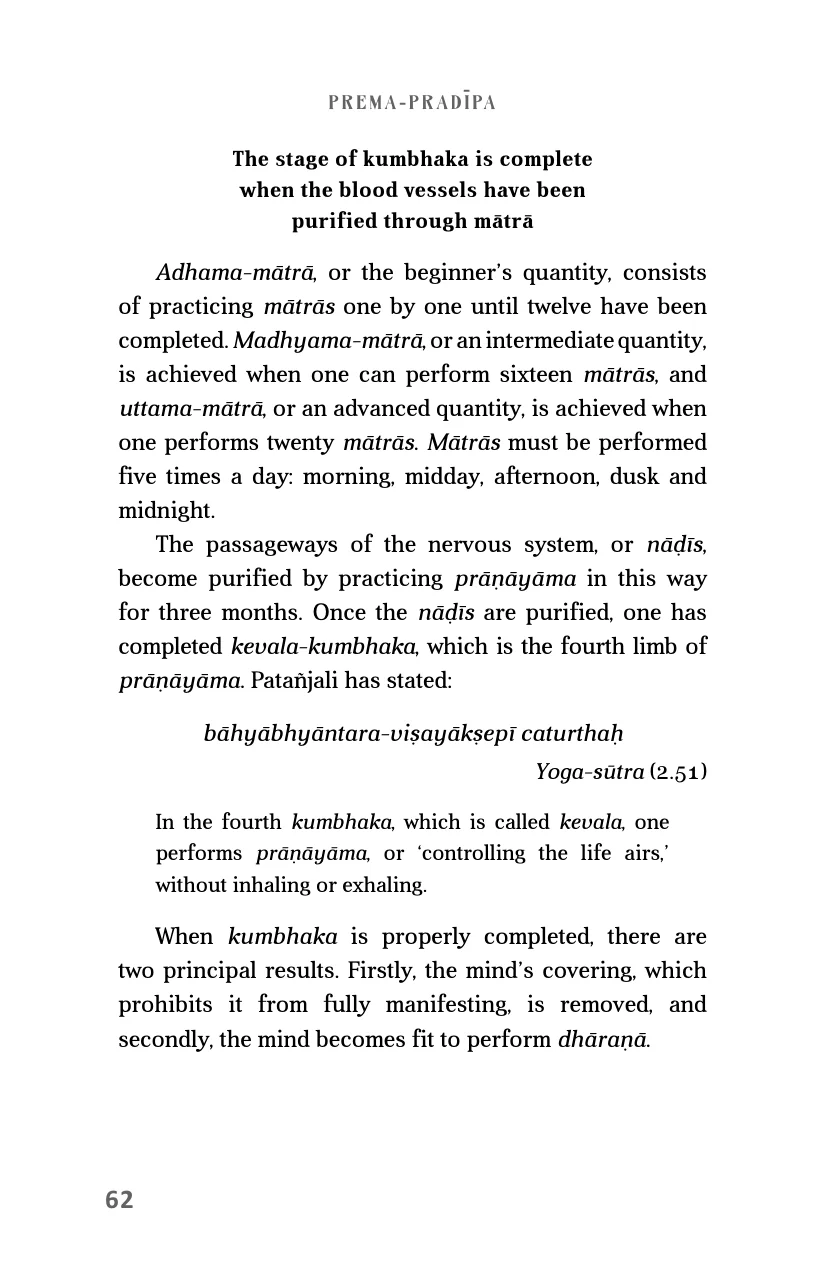 PREMA-PRADĪPA
The stage of kumbhaka is complete
when the blood vessels have been
purified through mātrā
Adhama-mātrā, or the beginner’s quantity, consists
of practicing mātrās one by one until twelve have been
completed. Madhyama-mātrā, or an intermediate quantity,
is achieved when one can perform sixteen mātrās, and
uttama-mātrā, or an advanced quantity, is achieved when
one performs twenty mātrās. Mātrās must be performed
five times a day: morning, midday, afternoon, dusk and
midnight.
The passageways of the nervous system, or nāḍīs,
become purified by practicing prāṇāyāma in this way
for three months. Once the nāḍīs are purified, one has
completed kevala-kumbhaka, which is the fourth limb of
prāṇāyāma. Patañjali has stated:
bāhyābhyāntara-viṣayākṣepī caturthaḥ
Yoga-sūtra (2.51)
In the fourth kumbhaka, which is called kevala, one
performs prāṇāyāma, or ‘controlling the life airs,’
without inhaling or exhaling.
When kumbhaka is properly completed, there are
two principal results. Firstly, the mind’s covering, which
prohibits it from fully manifesting, is removed, and
secondly, the mind becomes fit to perform dhāraṇā.
62